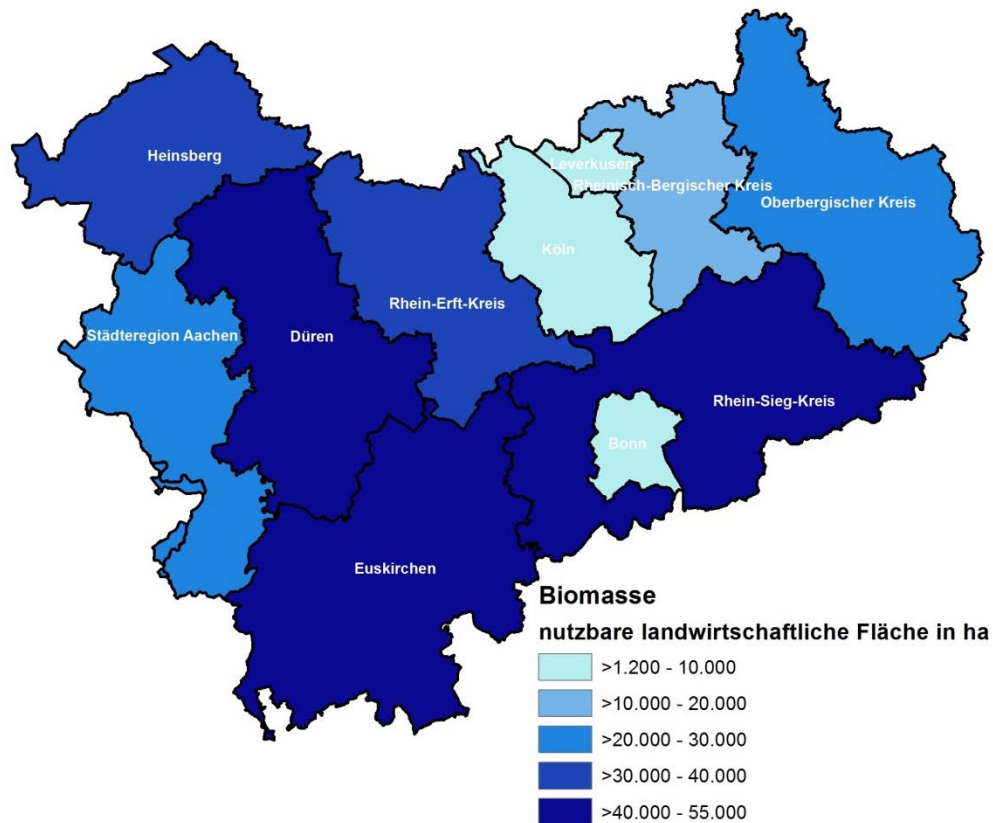 Heinsberg
Leverkusen
Rheinisch-Bergischer Kreis
Oberbergischer Kreis
Köln
Rhein-Erft-Kreis
Städteregion Aachen
Düren
Rhein-Sieg-Kreis
Bonn
Euskirchen
Biomasse
nutzbare landwirtschaftliche Fläche in ha
>1.200 - 10.000
>10.000 - 20.000
>20.000 - 30.000
>30.000 - 40.000
>40.000 - 55.000